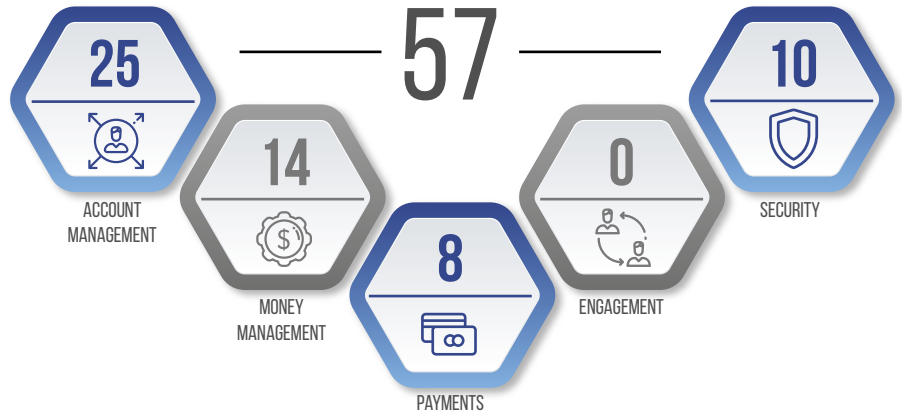 57
25
ACCOUNT
MANAGEMENT
14
$
MONEY
MANAGEMENT
8
PAYMENTS
0
ENGAGEMENT
10
SECURITY